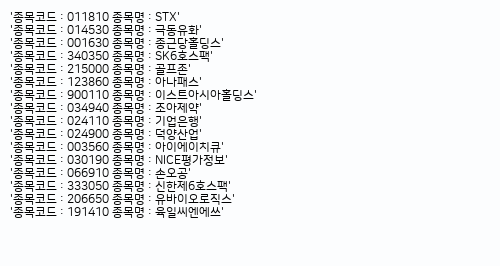 '종목코드 : 011810 종목명 : STX'
'종목코드 : 014530 종목명 : 극동유화'
'종목코드 : 001630 종목명 : 종근당홀딩스'
'종목코드 : 340350 종목명 : SK6호스팩'
'종목코드 : 215000 종목명 : 골프존'
'종목코드 : 123860 종목명 : 아나패스'
'종목코드 : 900110 종목명 : 이스트아시아홀딩스'
'종목코드 : 034940 종목명 : 조아제약'
'종목코드 : 024110 종목명 : 기업은행'
'종목코드 : 024900 종목명 : 덕양산업'
'종목코드 : 003560 종목명 : 아이에이치큐'
'종목코드 : 030190 종목명 : NICE평가정보'
'종목코드 : 066910 종목명 : 손오공'
'종목코드 : 333050 종목명 : 신한제6호스팩'
'종목코드 : 206650 종목명 : 유바이오로직스'
'종목코드 : 191410 종목명 : 육일씨엔에쓰'